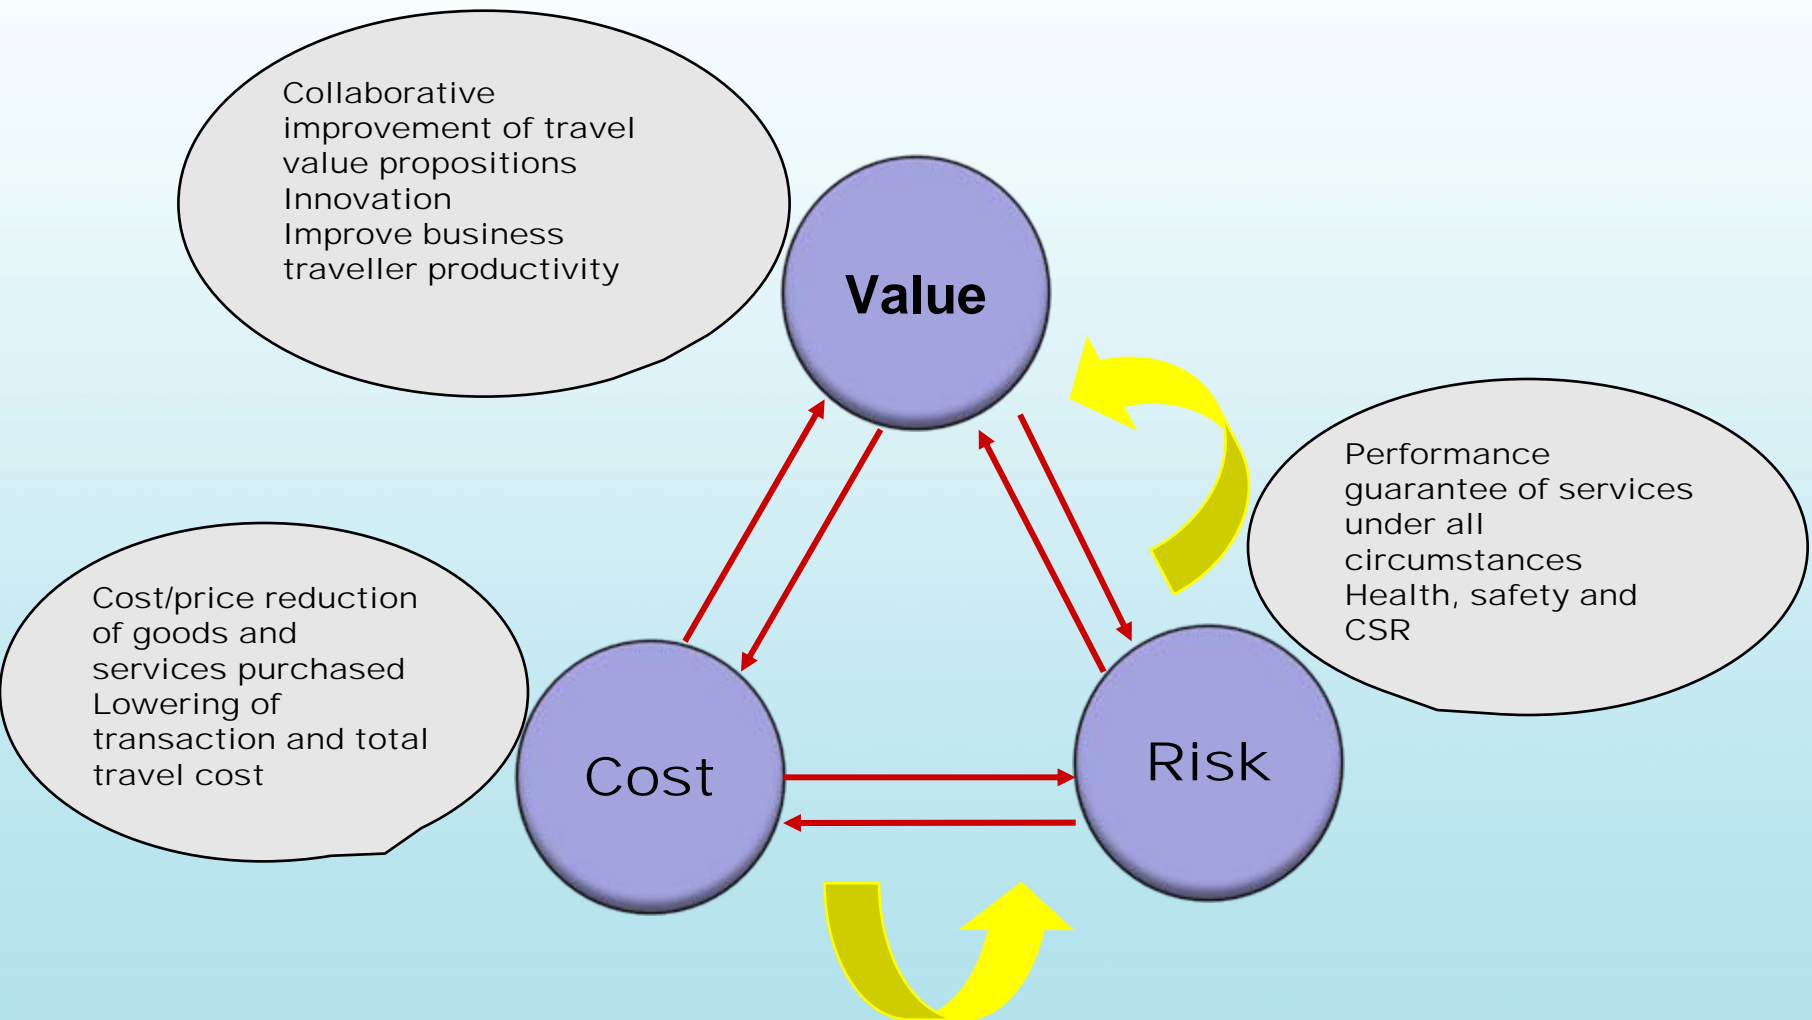 Collaborative
improvement of travel
value propositions
Innovation
Improve business
traveller productivity
Value
Performance
guarantee of services
under all
circumstances
Health, safety and
CSR
Cost/price reduction
of goods and
services purchased
Lowering of
transaction and total
travel cost
Cost
Risk